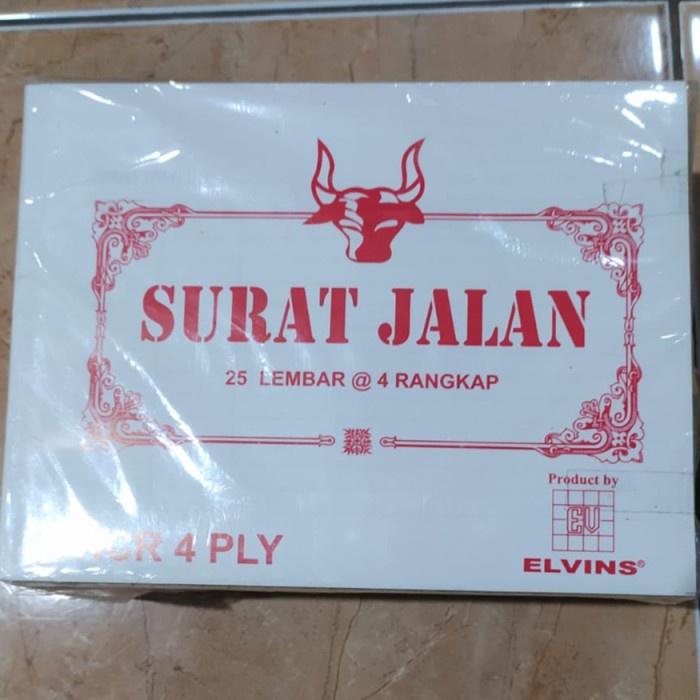 SURAT JALAN
25 LEMBAR @ 4 RANGKAP
Product by
EV
ELVINS®
4 PLY